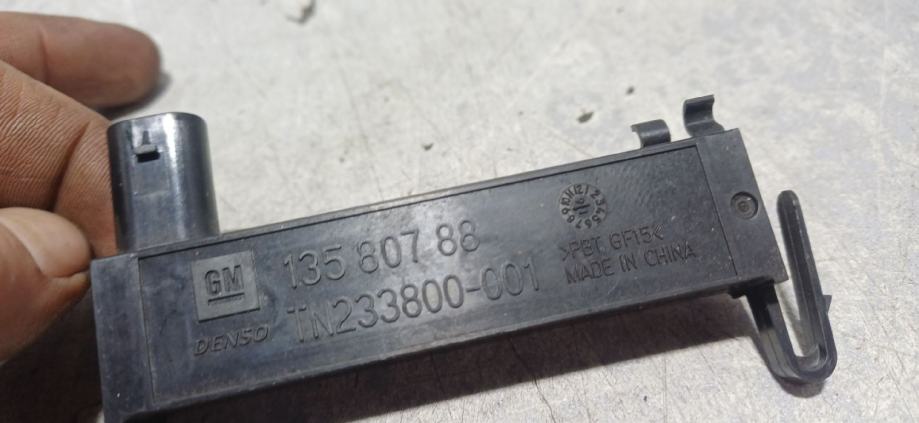 GM
135 807 88
DENSO
TN233800-001
>PBT GF15<
MADE IN CHINA